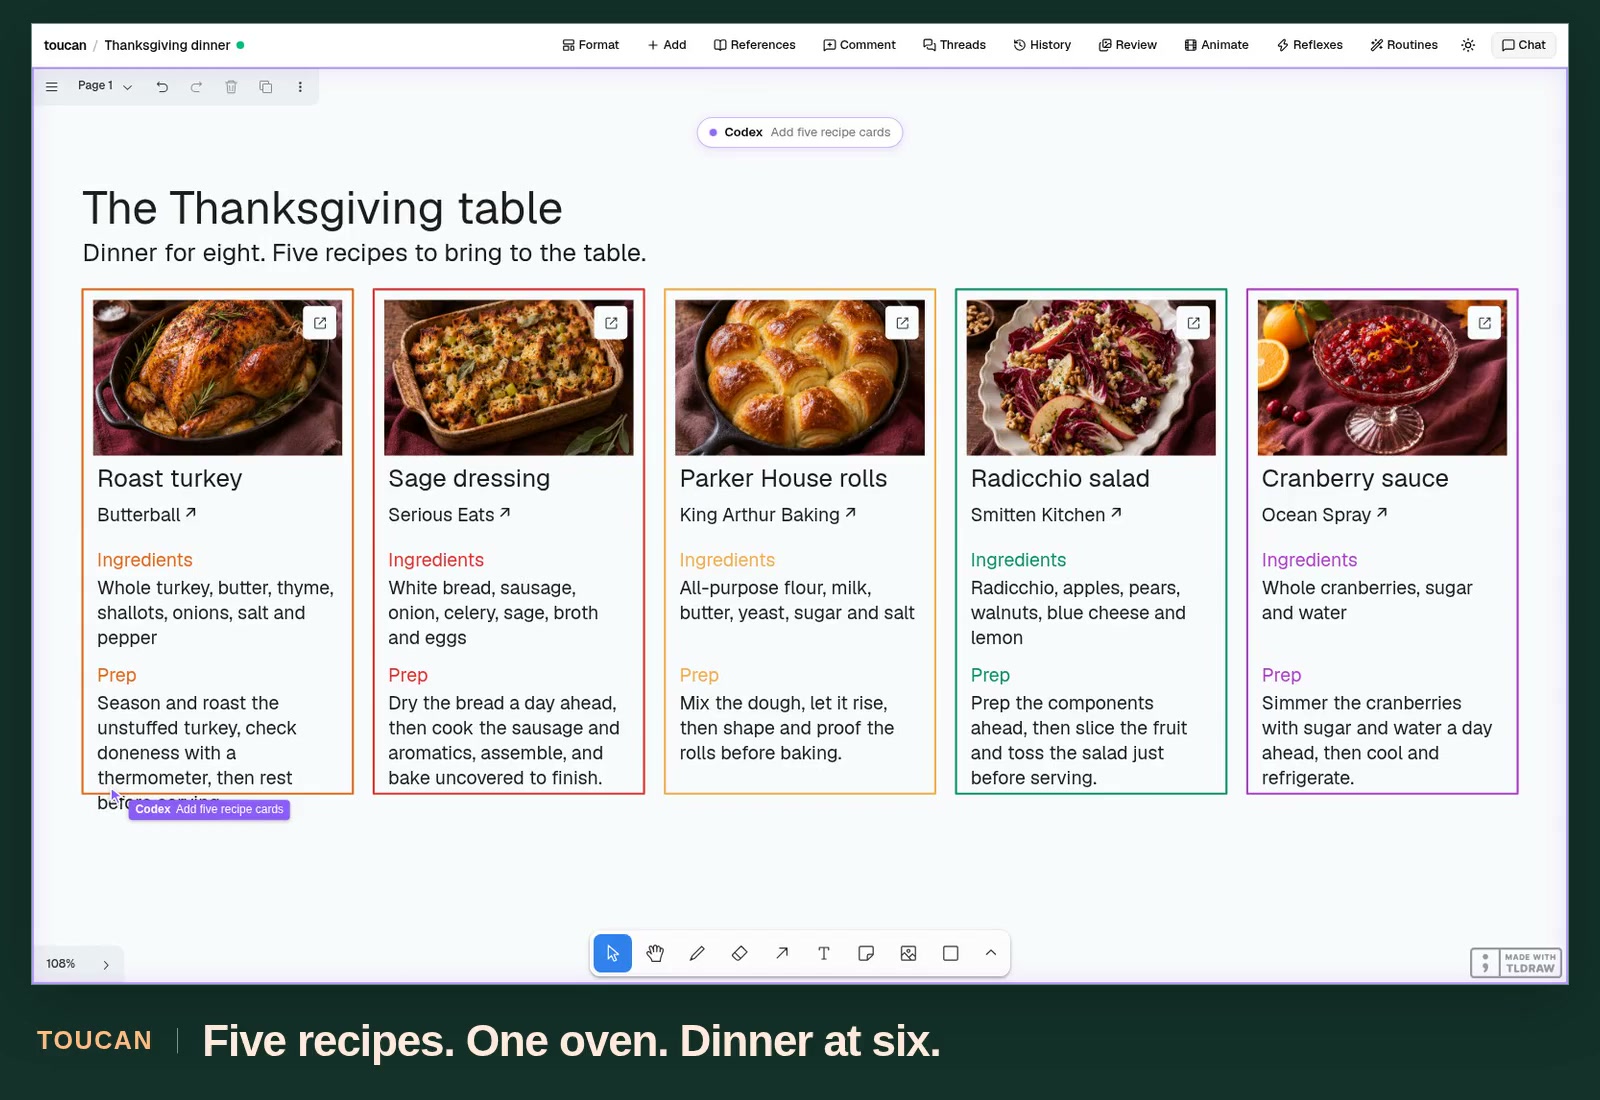 toucan / Thanksgiving dinner
Format
Add
References
Comment
Threads
History
Review
Animate
Reflexes
Routines
Chat
Page 1
Codex Add five recipe cards
The Thanksgiving table
Dinner for eight. Five recipes to bring to the table.
Roast turkey
Butterball ↗
Ingredients
Whole turkey, butter, thyme,
shallots, onions, salt and
pepper
Prep
Season and roast the
unstuffed turkey, check
doneness with a
thermometer, then rest
before serving.
Codex Add five recipe cards
Sage dressing
Serious Eats ↗
Ingredients
White bread, sausage,
onion, celery, sage, broth
and eggs
Prep
Dry the bread a day ahead,
then cook the sausage and
aromatics, assemble, and
bake uncovered to finish.
Parker House rolls
King Arthur Baking ↗
Ingredients
All-purpose flour, milk,
butter, yeast, sugar and salt
Prep
Mix the dough, let it rise,
then shape and proof the
rolls before baking.
Radicchio salad
Smitten Kitchen ↗
Ingredients
Radicchio, apples, pears,
walnuts, blue cheese and
lemon
Prep
Prep the components
ahead, then slice the fruit
and toss the salad just
before serving.
Cranberry sauce
Ocean Spray ↗
Ingredients
Whole cranberries, sugar
and water
Prep
Simmer the cranberries
with sugar and water a day
ahead, then cool and
refrigerate.
108%
MADE WITH
TLDRAW
TOUCAN
Five recipes. One oven. Dinner at six.